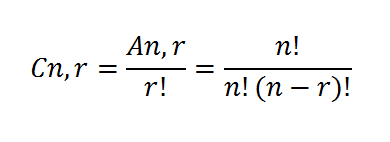 Cn, r = An, r / r! = n! / n! (n − r)!